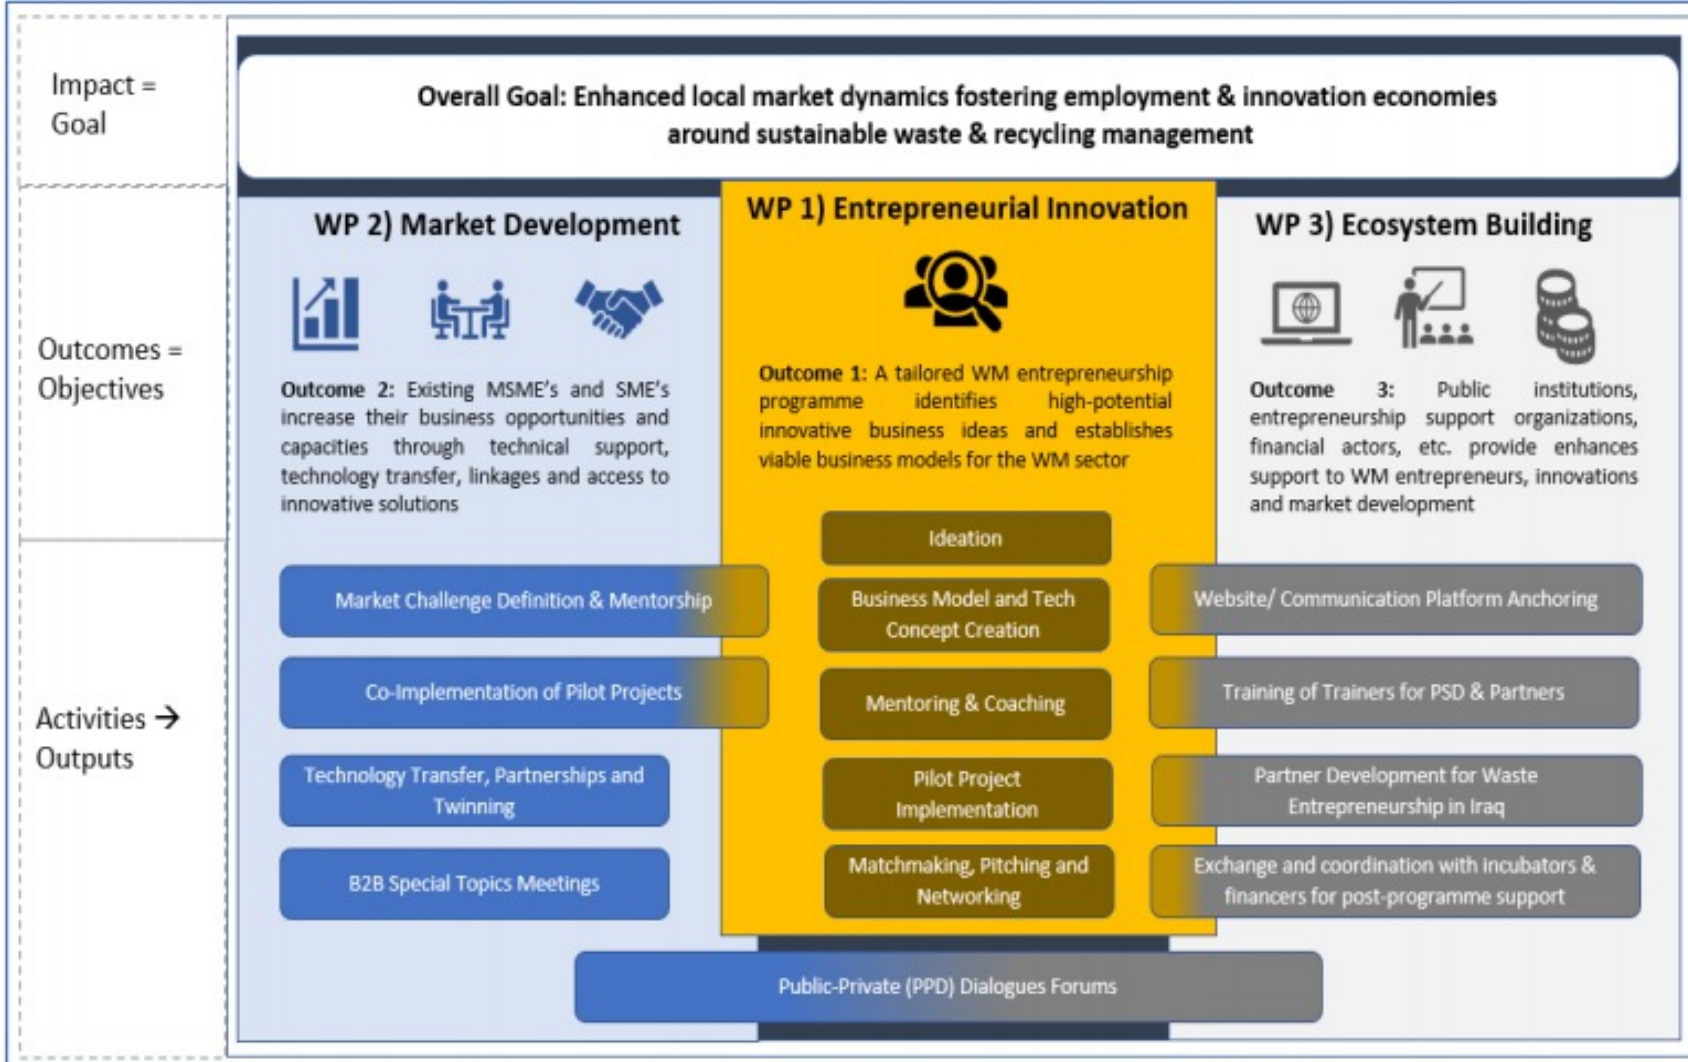 Impact =
Goal
Overall Goal: Enhanced local market dynamics fostering employment & innovation economies
around sustainable waste & recycling management
Outcomes =
Objectives
WP 2) Market Development
Outcome 2: Existing MSME's and SME's
increase their business opportunities and
capacities through technical support,
technology transfer, linkages and access to
innovative solutions
WP 1) Entrepreneurial Innovation
Outcome 1: A tailored WM entrepreneurship
programme identifies high-potential
innovative business ideas and establishes
viable business models for the WM sector
WP 3) Ecosystem Building
Outcome 3: Public institutions,
entrepreneurship support organizations,
financial actors, etc. provide enhances
support to WM entrepreneurs, innovations
and market development
Activities →
Outputs
Market Challenge Definition & Mentorship
Co-Implementation of Pilot Projects
Technology Transfer, Partnerships and
Twinning
B2B Special Topics Meetings
Ideation
Business Model and Tech
Concept Creation
Mentoring & Coaching
Pilot Project
Implementation
Matchmaking, Pitching and
Networking
Website/ Communication Platform Anchoring
Training of Trainers for PSD & Partners
Partner Development for Waste
Entrepreneurship in Iraq
Exchange and coordination with incubators &
financers for post-programme support
Public-Private (PPD) Dialogues Forums